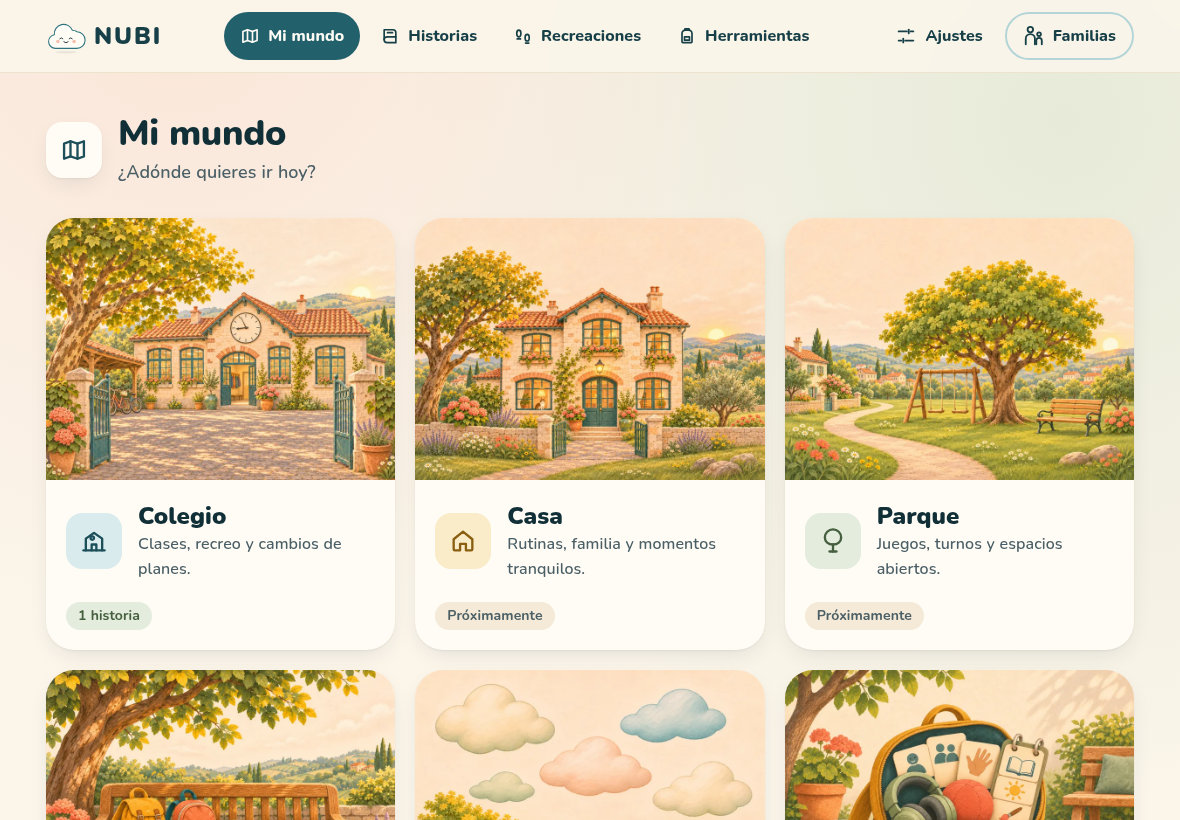 NUBI
Mi mundo
Historias
Recreaciones
Herramientas
Ajustes
Familias
Mi mundo
¿Adónde quieres ir hoy?
Colegio
Clases, recreo y cambios de
planes.
1 historia
Casa
Rutinas, familia y momentos
tranquilos.
Próximamente
Parque
Juegos, turnos y espacios
abiertos.
Próximamente